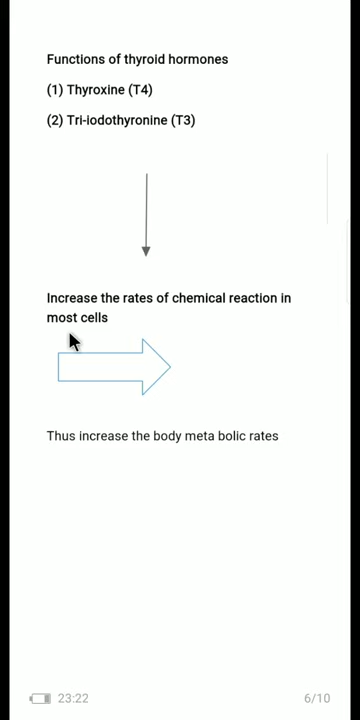 Functions of thyroid hormones
(1) Thyroxine (T4)
(2) Tri-iodothyronine (T3)
Increase the rates of chemical reaction in
most cells
Thus increase the body meta bolic rates
23:22
6/10